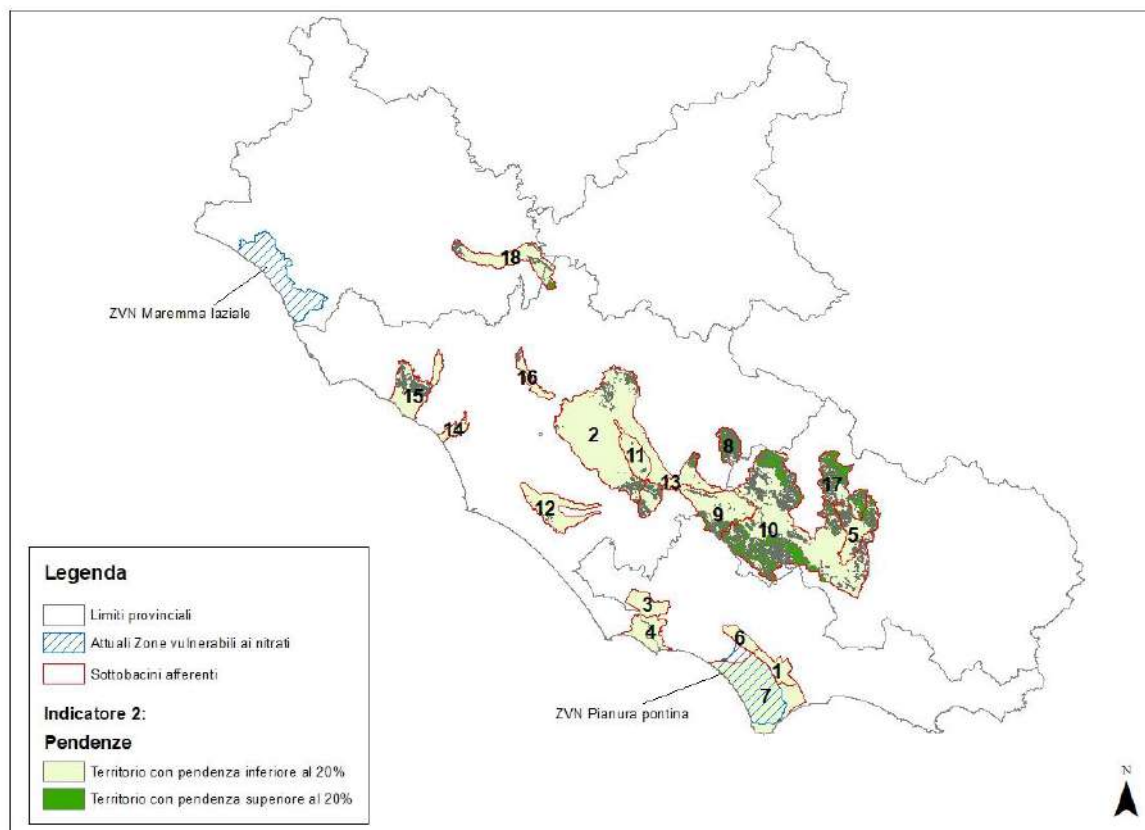 18
ZVN Maremma laziale
16
15
14
2
8
11
17
13
9
12
10
5
3
4
6
1
7
ZVN Pianura pontina
Legenda
Limiti provinciali
Attuali Zone vulnerabili ai nitrati
Sottobacini afferenti
Indicatore 2:
Pendenze
Territorio con pendenza inferiore al 20%
Territorio con pendenza superiore al 20%
N